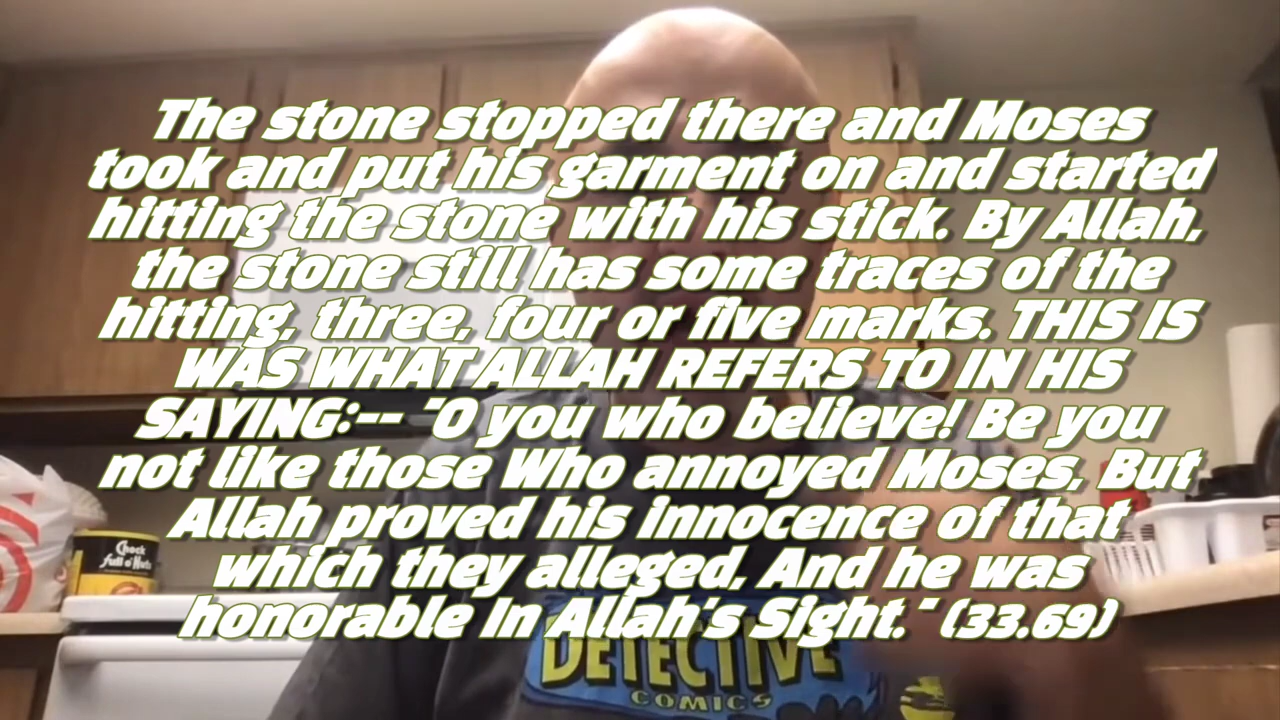 The stone stopped there and Moses
took and put his garment on and started
hitting the stone with his stick. By Allah,
the stone still has some traces of the
hitting, three, four or five marks. THIS IS
WAS WHAT ALLAH REFERS TO IN HIS
SAYING:-- "O you who believe! Be you
not like those Who annoyed Moses, But
Allah proved his innocence of that
which they alleged, And he was
honorable In Allah's Sight." (33.69)
Chock
full o'Nuts
DETECTIVE
COMICS